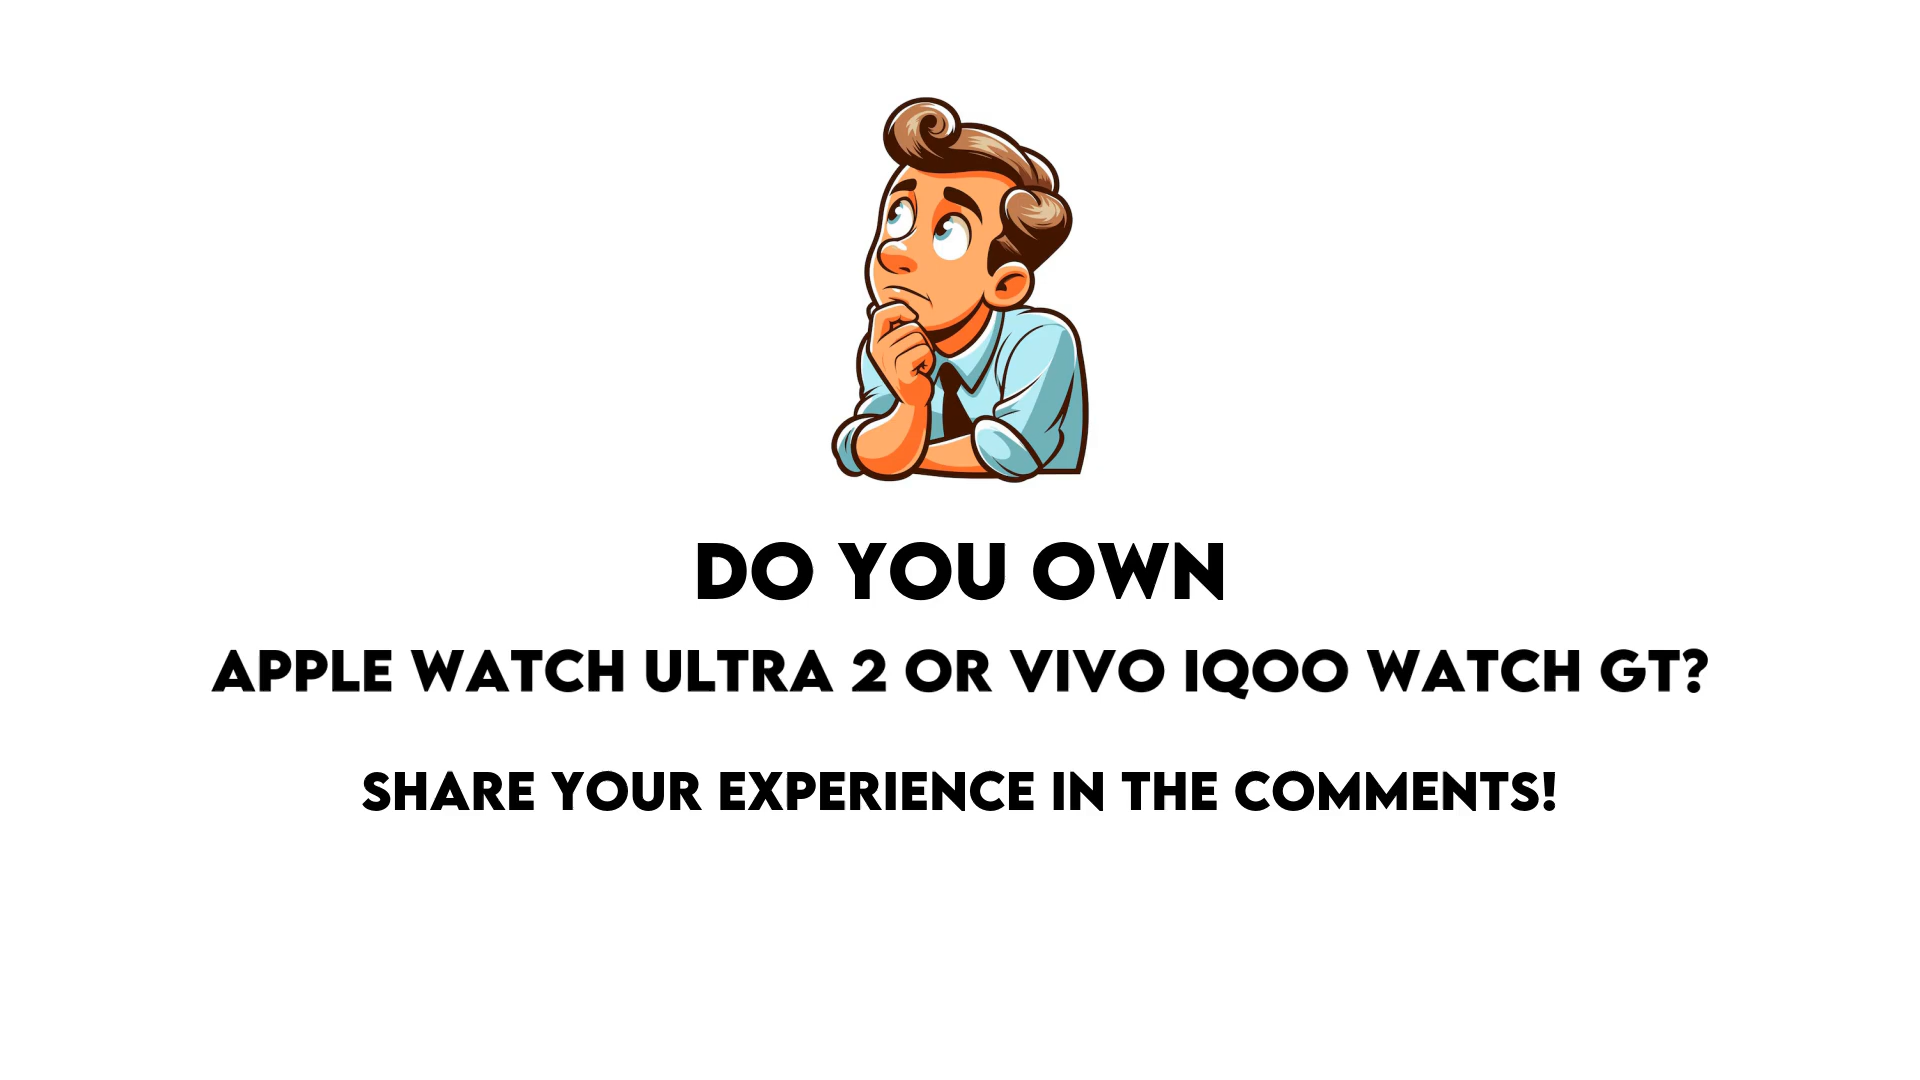 DO YOU OWN
APPLE WATCH ULTRA 2 OR VIVO IQOO WATCH GT?
SHARE YOUR EXPERIENCE IN THE COMMENTS!